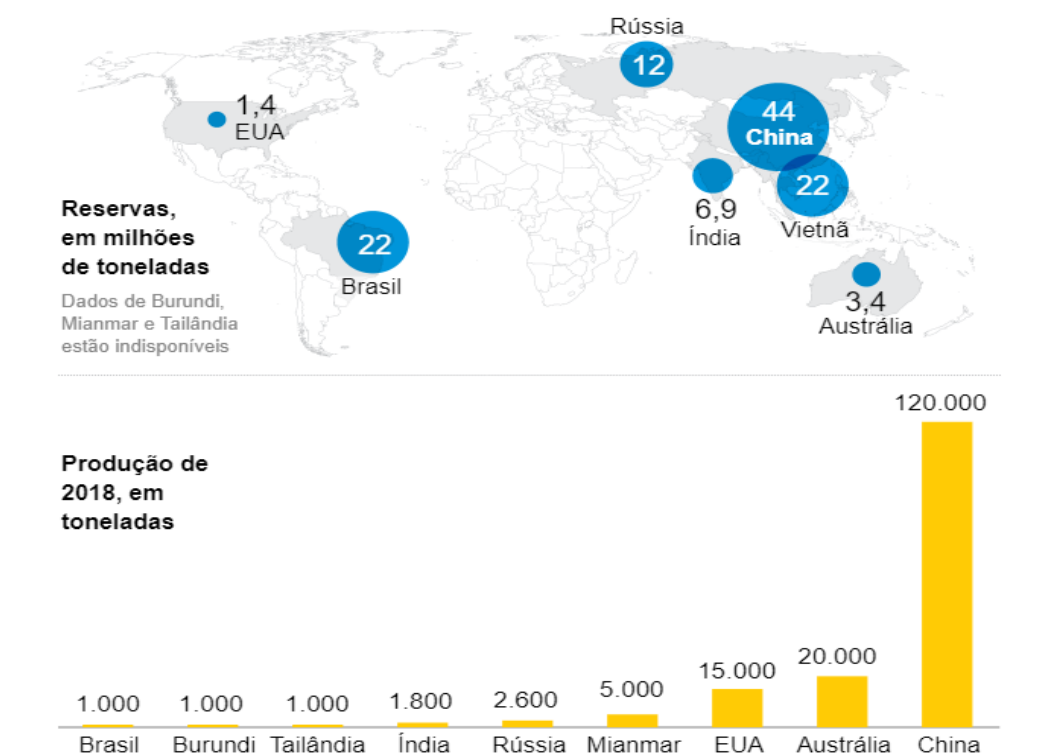 Rússia
12
1,4
EUA
44
China
22
6,9
Índia
Vietnã
Reservas,
em milhões
de toneladas
22
Brasil
Dados de Burundi,
Mianmar e Tailândia
estão indisponíveis
3,4
Austrália
Produção de
2018, em
toneladas
1.000
1.000
1.000
1.800
2.600
5.000
15.000
20.000
120.000
Brasil
Burundi
Tailândia
Índia
Rússia
Mianmar
EUA
Austrália
China